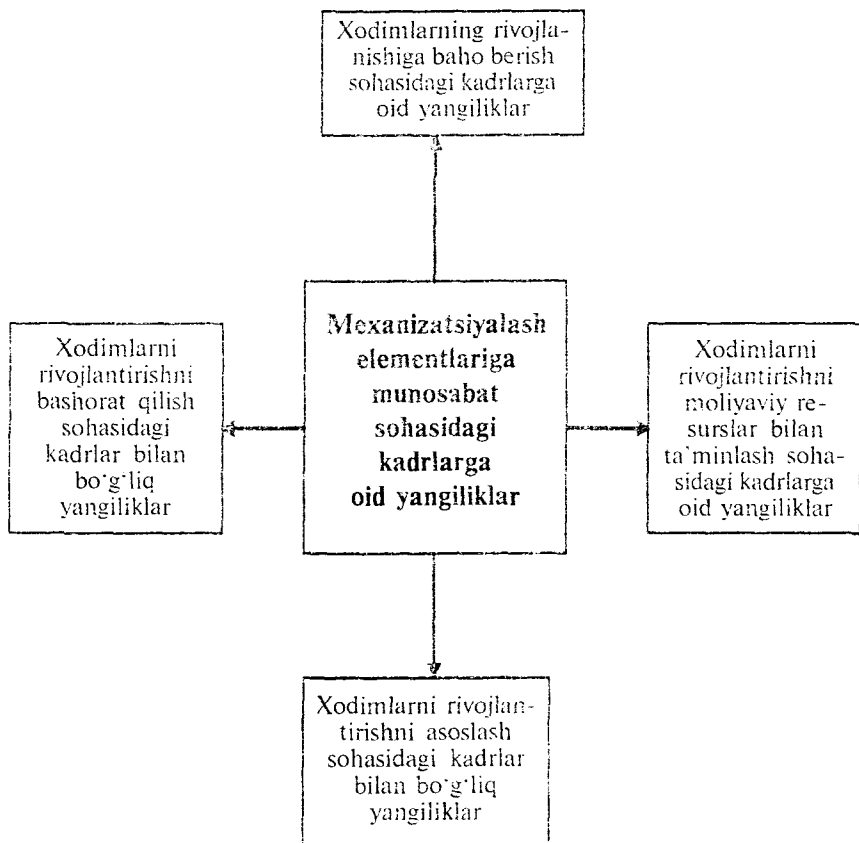 Xodimlarning rivojla-
nishiga baho berish
sohasidagi kadrlarga
oid yangiliklar
Xodimlarni
rivojlantirishni
bashorat qilish
sohasidagi
kadrlar bilan
bo‘g‘liq
yangiliklar
Mexanizatsiyalash
elementlariga
munosabat
sohasidagi
kadrlarga
oid yangiliklar
Xodimlarni
rivojlantirishni
moliyaviy re-
surslar bilan
ta`minlash soha-
sidagi kadrlarga
oid yangiliklar
Xodimlarni rivojlan-
tirishni asoslash
sohasidagi kadrlar
bilan bo‘g‘liq
yangiliklar